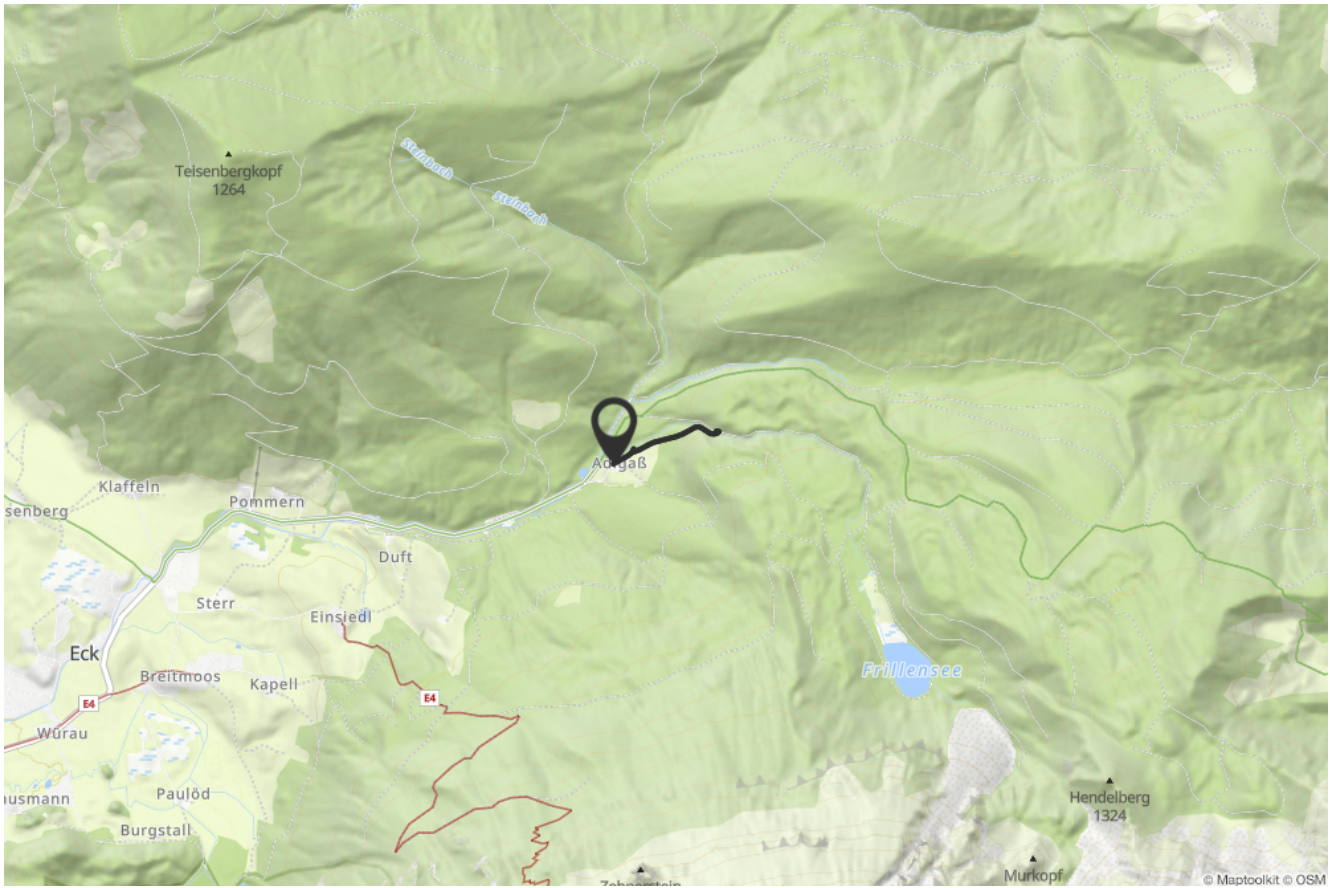 Steinbach
Teisenbergkopf
1264
Steinbach
Adlgaß
Klaffeln
Pommern
senberg
Duft
Sterr
Einsiedl
Eck
Breitmoos
Kapell
Frillensee
E4
E4
Würau
Paulöd
ausmann
Hendelberg
1324
Burgstall
Murkopf
© Maptoolkit © OSM